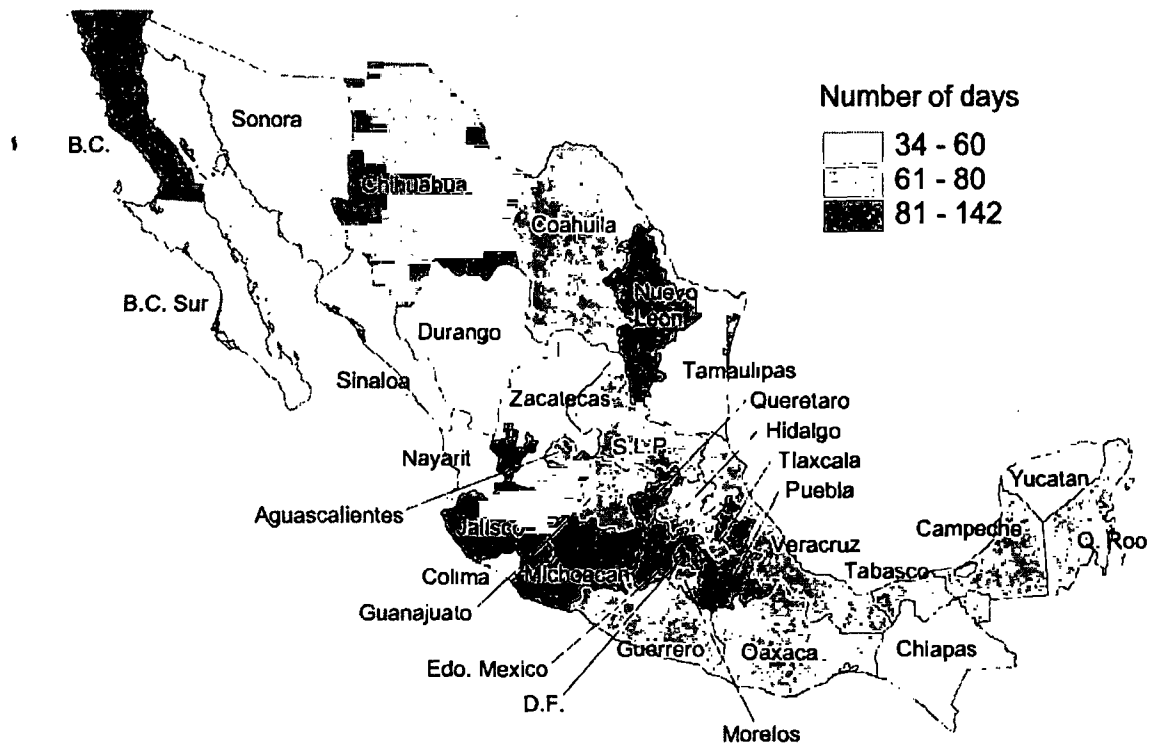 Number of days
34 - 60
61 - 80
81 - 142
Sonora
B.C.
Chihuahua
Coahuila
B.C. Sur
Nuevo
Leon
Durango
Sinaloa
Tamaulipas
Zacatecas
Queretaro
Hidalgo
S.L.P.
Nayarit
Tlaxcala
Puebla
Yucatan
Aguascalientes
Jalisco
Campeche
Q. Roo
Veracruz
Colima
Michoacan
Tabasco
Guanajuato
Guerrero
Oaxaca
Chiapas
Edo. Mexico
D.F.
Morelos